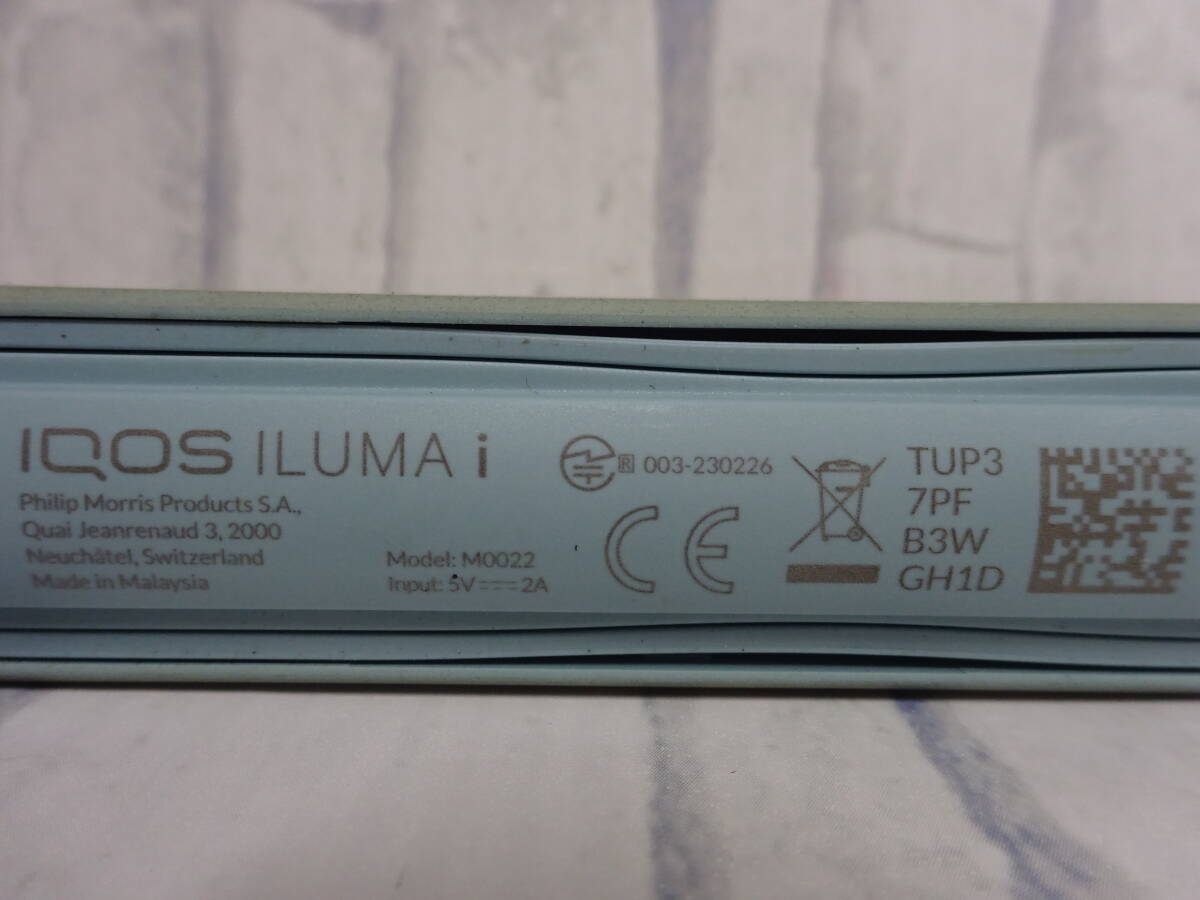 IQOS ILUMA i
Philip Morris Products S.A.,
Quai Jeanrenaud 3, 2000
Neuchâtel, Switzerland
Made in Malaysia
Model: M0022
Input: 5V⎓2A
R 003-230226
CE
TUP3
7PF
B3W
GH1D